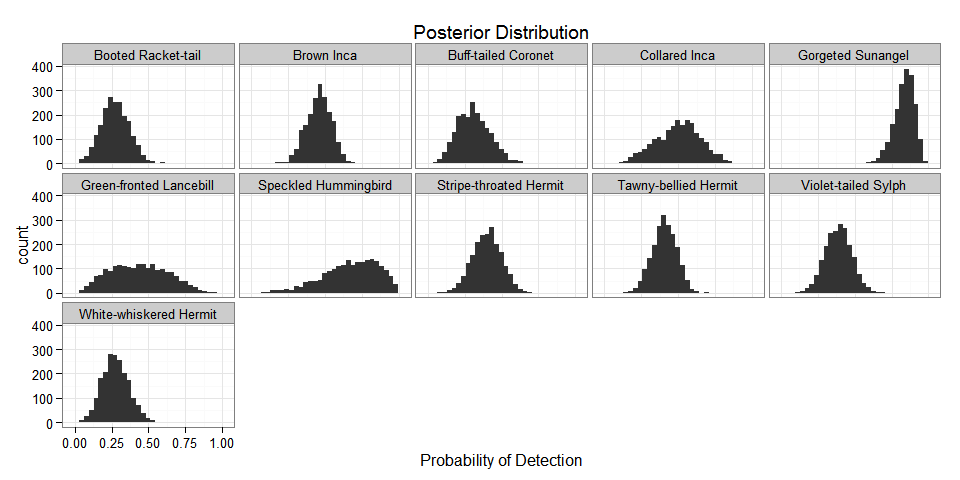 Posterior Distribution
Booted Racket-tail
Brown Inca
Buff-tailed Coronet
Collared Inca
Gorgeted Sunangel
400
300
200
100
0
Green-fronted Lancebill
Speckled Hummingbird
Stripe-throated Hermit
Tawny-bellied Hermit
Violet-tailed Sylph
400
300
200
100
0
count
White-whiskered Hermit
400
300
200
100
0
0.00 0.25 0.50 0.75 1.00
Probability of Detection